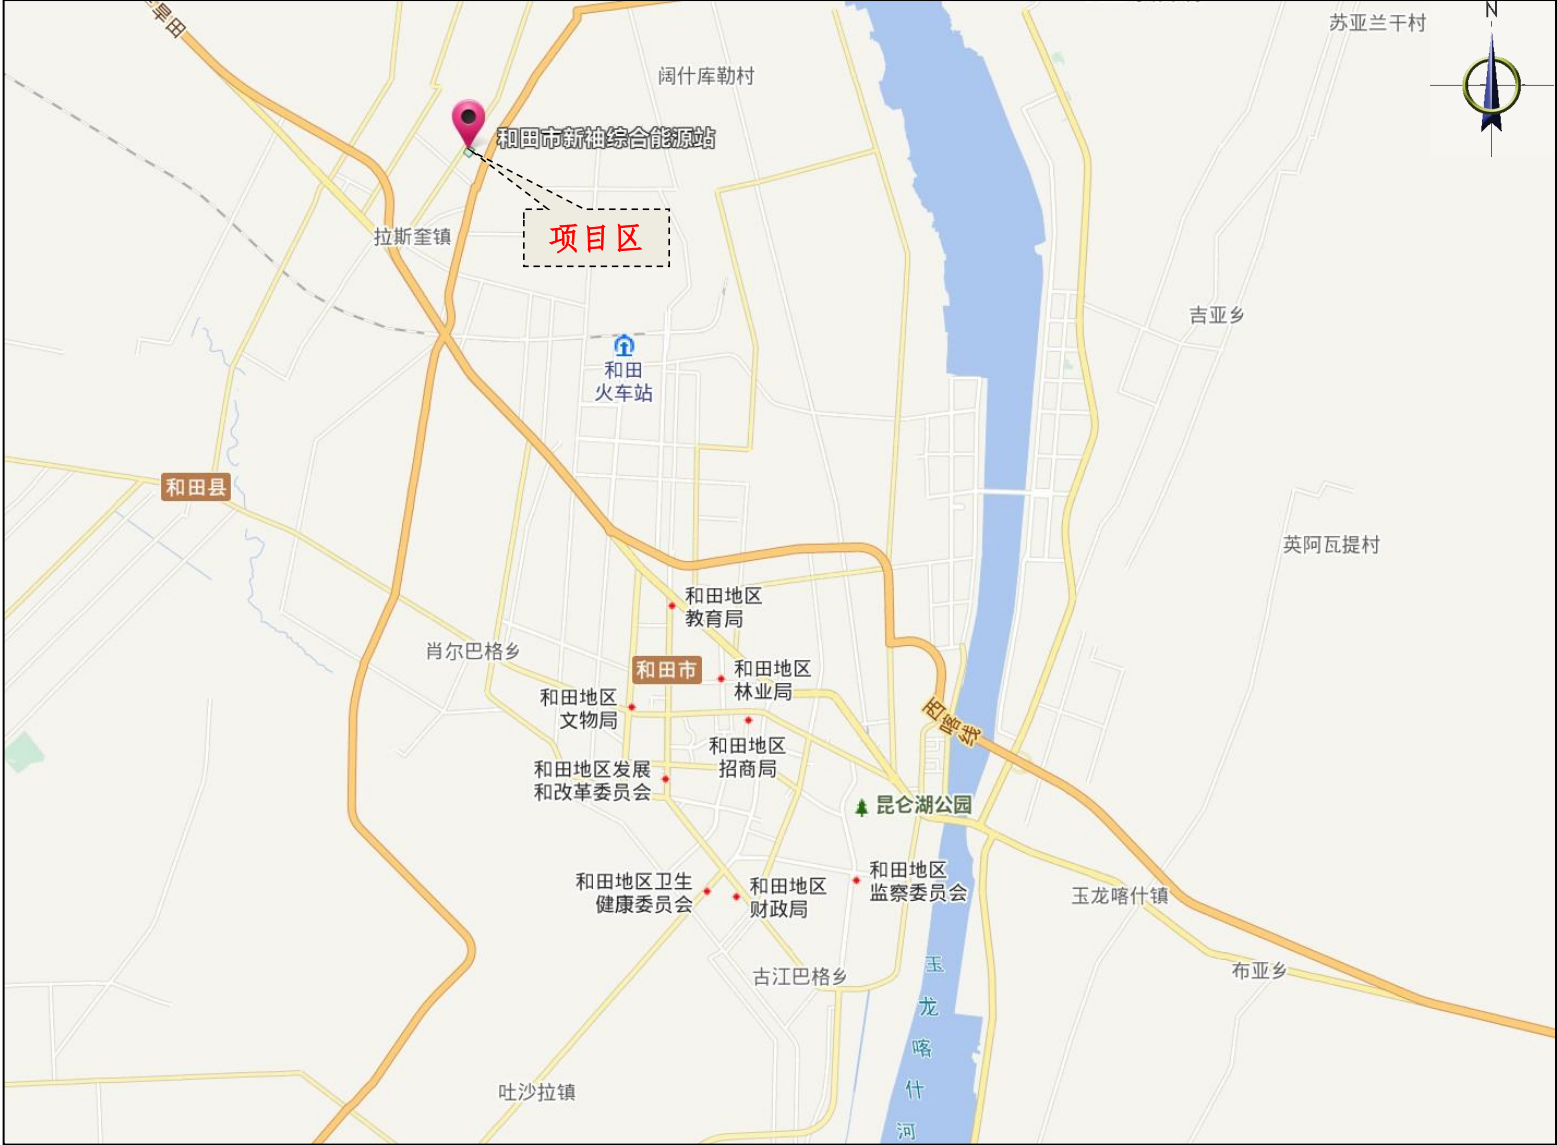 N
苏亚兰干村
阔什库勒村
和田市新袖综合能源站
项目区
拉斯奎镇
吉亚乡
和田
火车站
和田县
英阿瓦提村
和田地区
教育局
肖尔巴格乡
和田市
和田地区
林业局
和田地区
文物局
西喀线
和田地区
招商局
和田地区发展
和改革委员会
昆仑湖公园
和田地区
监察委员会
和田地区卫生
健康委员会
和田地区
财政局
玉龙喀什镇
古江巴格乡
布亚乡
玉龙喀什河
吐沙拉镇